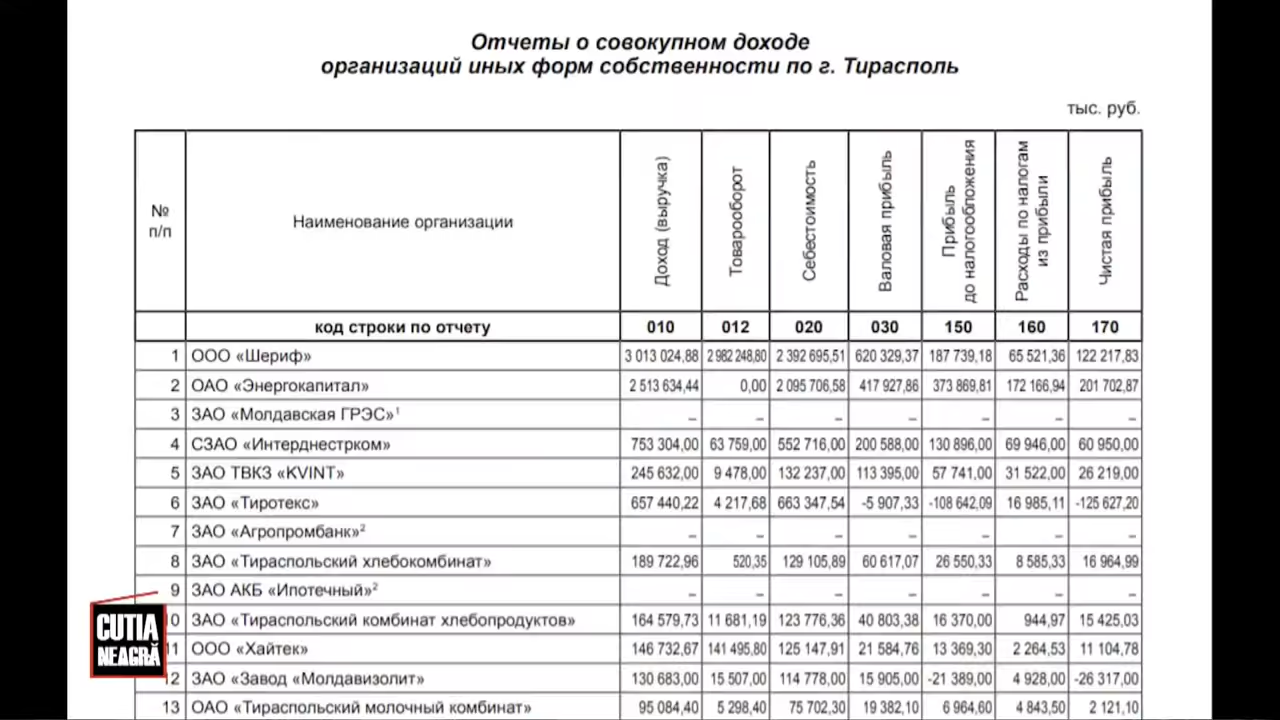 Отчеты о совокупном доходе
организаций иных форм собственности по г. Тирасполь
тыс. руб.
№ п/п Наименование организации Доход (выручка) Товарооборот Себестоимость Валовая прибыль Прибыль до налогообложения Расходы по налогам из прибыли Чистая прибыль
код строки по отчету 010 012 020 030 150 160 170
1 ООО «Шериф» 3 013 024,88 2 982 248,80 2 392 695,51 620 329,37 187 739,18 65 521,36 122 217,83
2 ОАО «Энергокапитал» 2 513 634,44 0,00 2 095 706,58 417 927,86 373 869,81 172 166,94 201 702,87
3 ЗАО «Молдавская ГРЭС»¹ – – – – – – –
4 СЗАО «Интерднестрком» 753 304,00 63 759,00 552 716,00 200 588,00 130 896,00 69 946,00 60 950,00
5 ЗАО ТВКЗ «KVINT» 245 632,00 9 478,00 132 237,00 113 395,00 57 741,00 31 522,00 26 219,00
6 ЗАО «Тиротекс» 657 440,22 4 217,68 663 347,54 -5 907,33 -108 642,09 16 985,11 -125 627,20
7 ЗАО «Агропромбанк»² – – – – – – –
8 ЗАО «Тираспольский хлебокомбинат» 189 722,96 520,35 129 105,89 60 617,07 26 550,33 8 585,33 16 964,99
9 ЗАО АКБ «Ипотечный»² – – – – – – –
10 ЗАО «Тираспольский комбинат хлебопродуктов» 164 579,73 11 681,19 123 776,36 40 803,38 16 370,00 944,97 15 425,03
11 ООО «Хайтек» 146 732,67 141 495,80 125 147,91 21 584,76 13 369,30 2 264,53 11 104,78
12 ЗАО «Завод «Молдавизолит» 130 683,00 15 507,00 114 778,00 15 905,00 -21 389,00 4 928,00 -26 317,00
13 ОАО «Тираспольский молочный комбинат» 95 084,40 5 298,40 75 702,30 19 382,10 6 964,60 4 843,50 2 121,10
CUTIA
NEAGRĂ